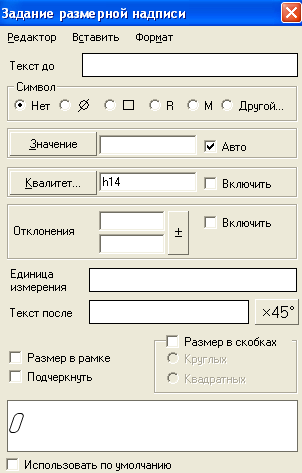 Задание размерной надписи
Редактор Вставить Формат
Текст до
Символ
Нет Ø □ R M Другой...
Значение Авто
Квалитет... h14 Включить
Отклонения ± Включить
Единица
измерения
Текст после ×45°
Размер в рамке
Подчеркнуть
Размер в скобках
Круглых
Квадратных
0
Использовать по умолчанию